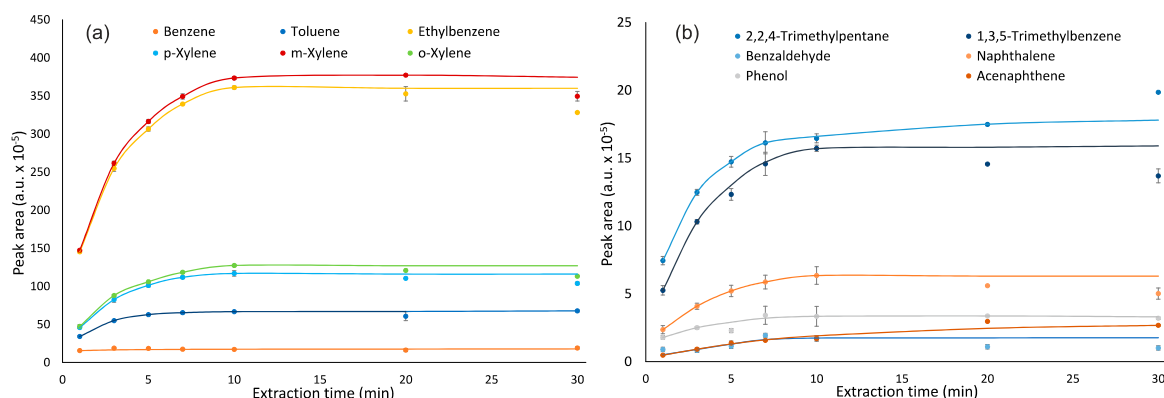 (a)
Benzene Toluene Ethylbenzene
p-Xylene m-Xylene o-Xylene
Peak area (a.u. x 10-5)
450
400
350
300
250
200
150
100
50
0
0 5 10 15 20 25 30
Extraction time (min)
(b)
2,2,4-Trimethylpentane 1,3,5-Trimethylbenzene
Benzaldehyde Naphthalene
Phenol Acenaphthene
Peak area (a.u. x 10-5)
25
20
15
10
5
0
0 5 10 15 20 25 30
Extraction time (min)